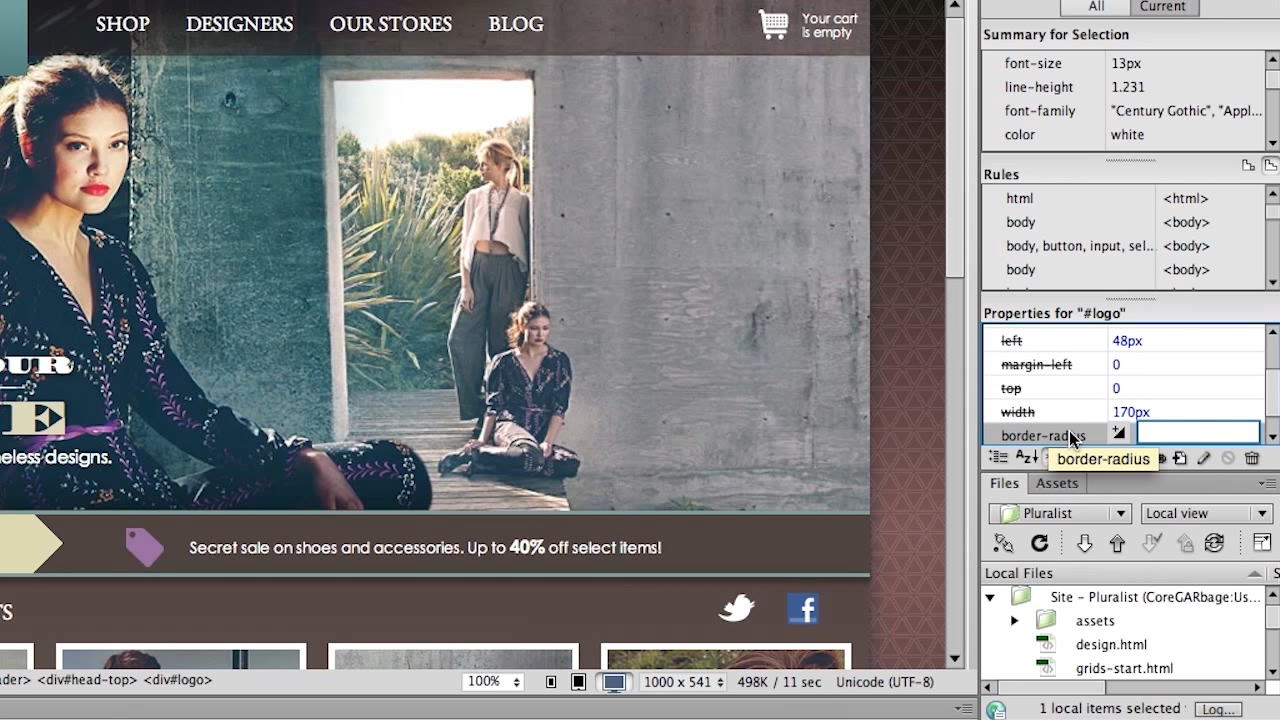 SHOP DESIGNERS OUR STORES BLOG
Your cart
is empty
OUR
E
eless designs.
Secret sale on shoes and accessories. Up to 40% off select items!
TS
ader> <div#head-top> <div#logo>
100%
1000 x 541
498K / 11 sec
Unicode (UTF-8)
All Current
Summary for Selection
font-size 13px
line-height 1.231
font-family "Century Gothic", "Appl...
color white
Rules
html <html>
body <body>
body, button, input, sel... <body>
body <body>
Properties for "#logo"
left 48px
margin-left 0
top 0
width 170px
border-radius
border-radius
Files Assets
Pluralist Local view
Local Files S
Site - Pluralist (CoreGARbage:Us...
assets
design.html
grids-start.html
1 local items selected Log...